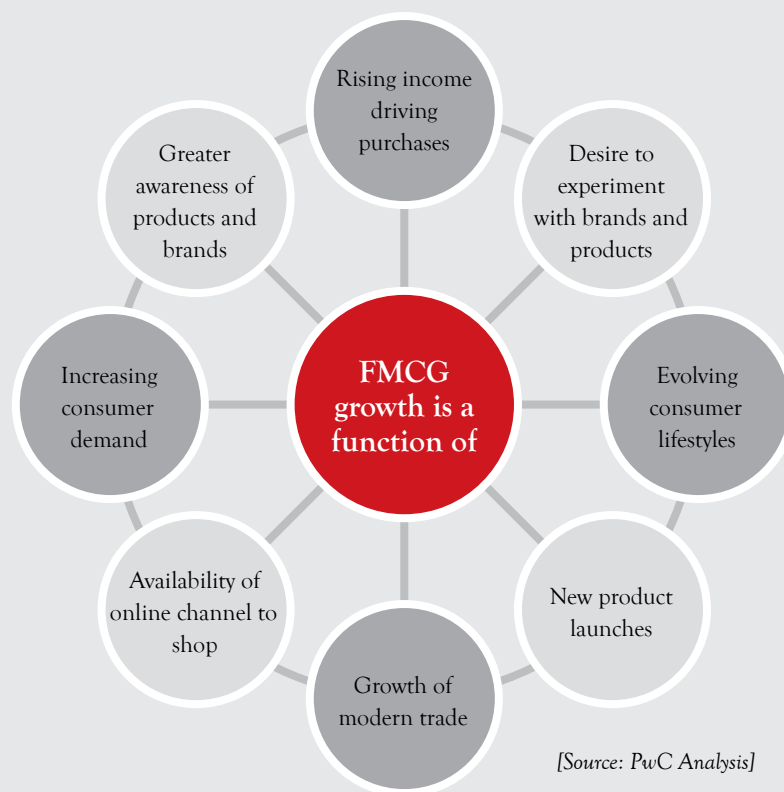 Rising income
driving
purchases
Desire to
experiment
with brands and
products
Evolving
consumer
lifestyles
New product
launches
Growth of
modern trade
Availability of
online channel to
shop
Increasing
consumer
demand
Greater
awareness of
products and
brands
FMCG
growth is a
function of
[Source: PwC Analysis]